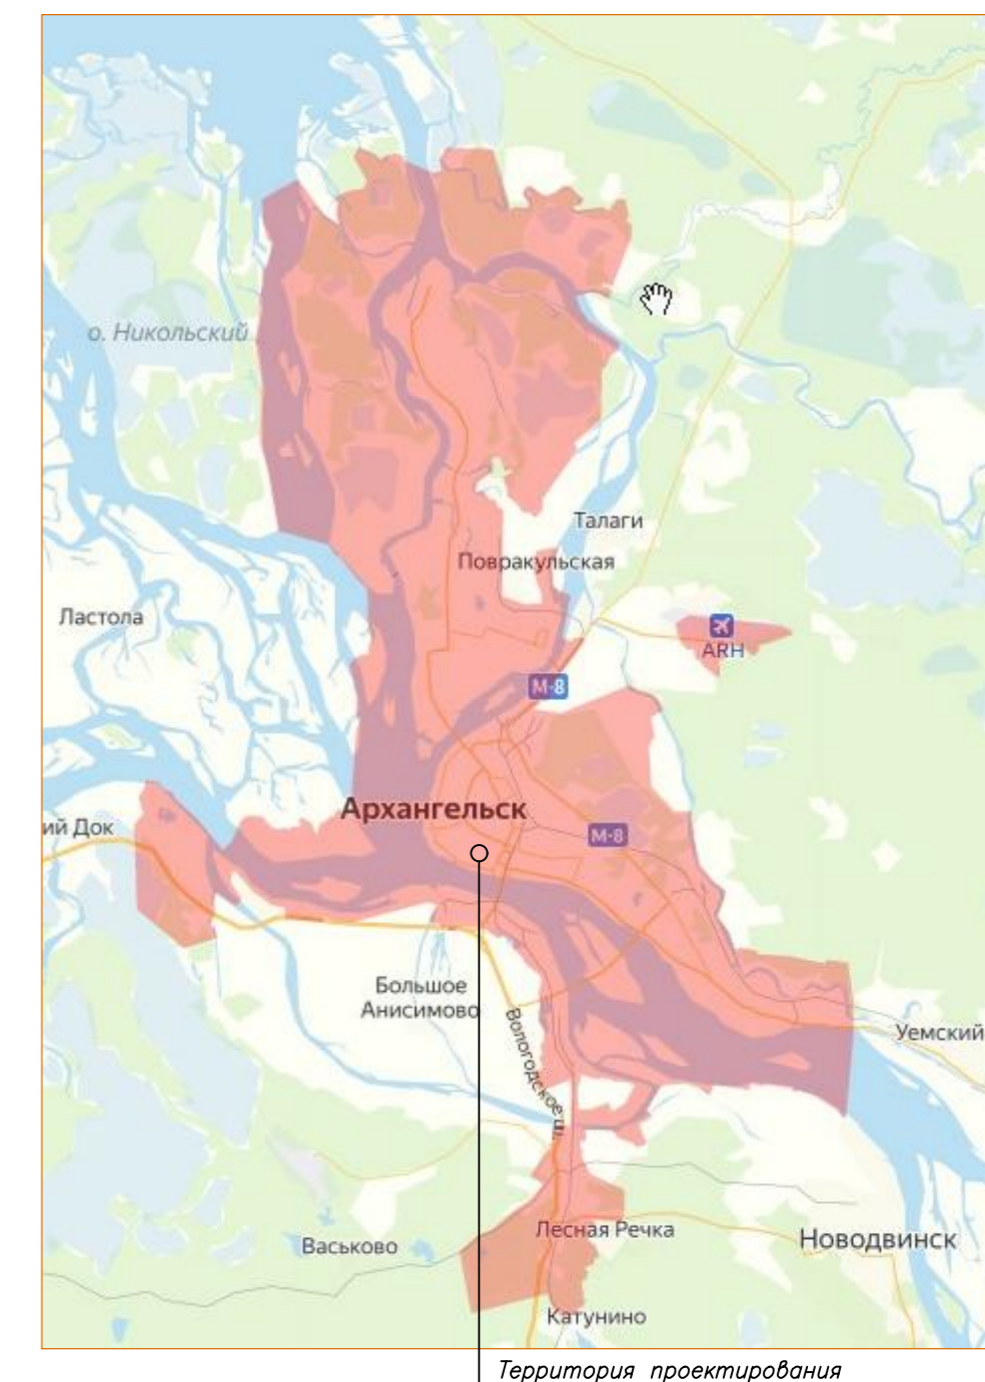 о. Никольский
Талаги
Повракульская
Ластола
ARH
М-8
Архангельск
ий Док
М-8
Большое
Анисимово
Вологодское ш.
Уемский
Лесная Речка
Васьково
Новодвинск
Катунино
Территория проектирования